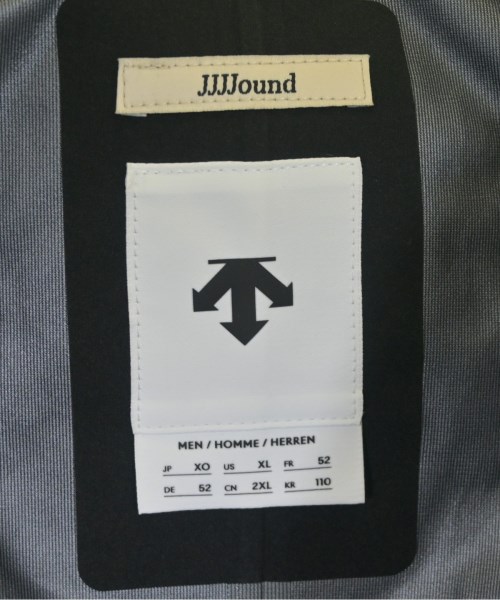 JJJJound
MEN / HOMME / HERREN
JP XO US XL FR 52
DE 52 CN 2XL KR 110